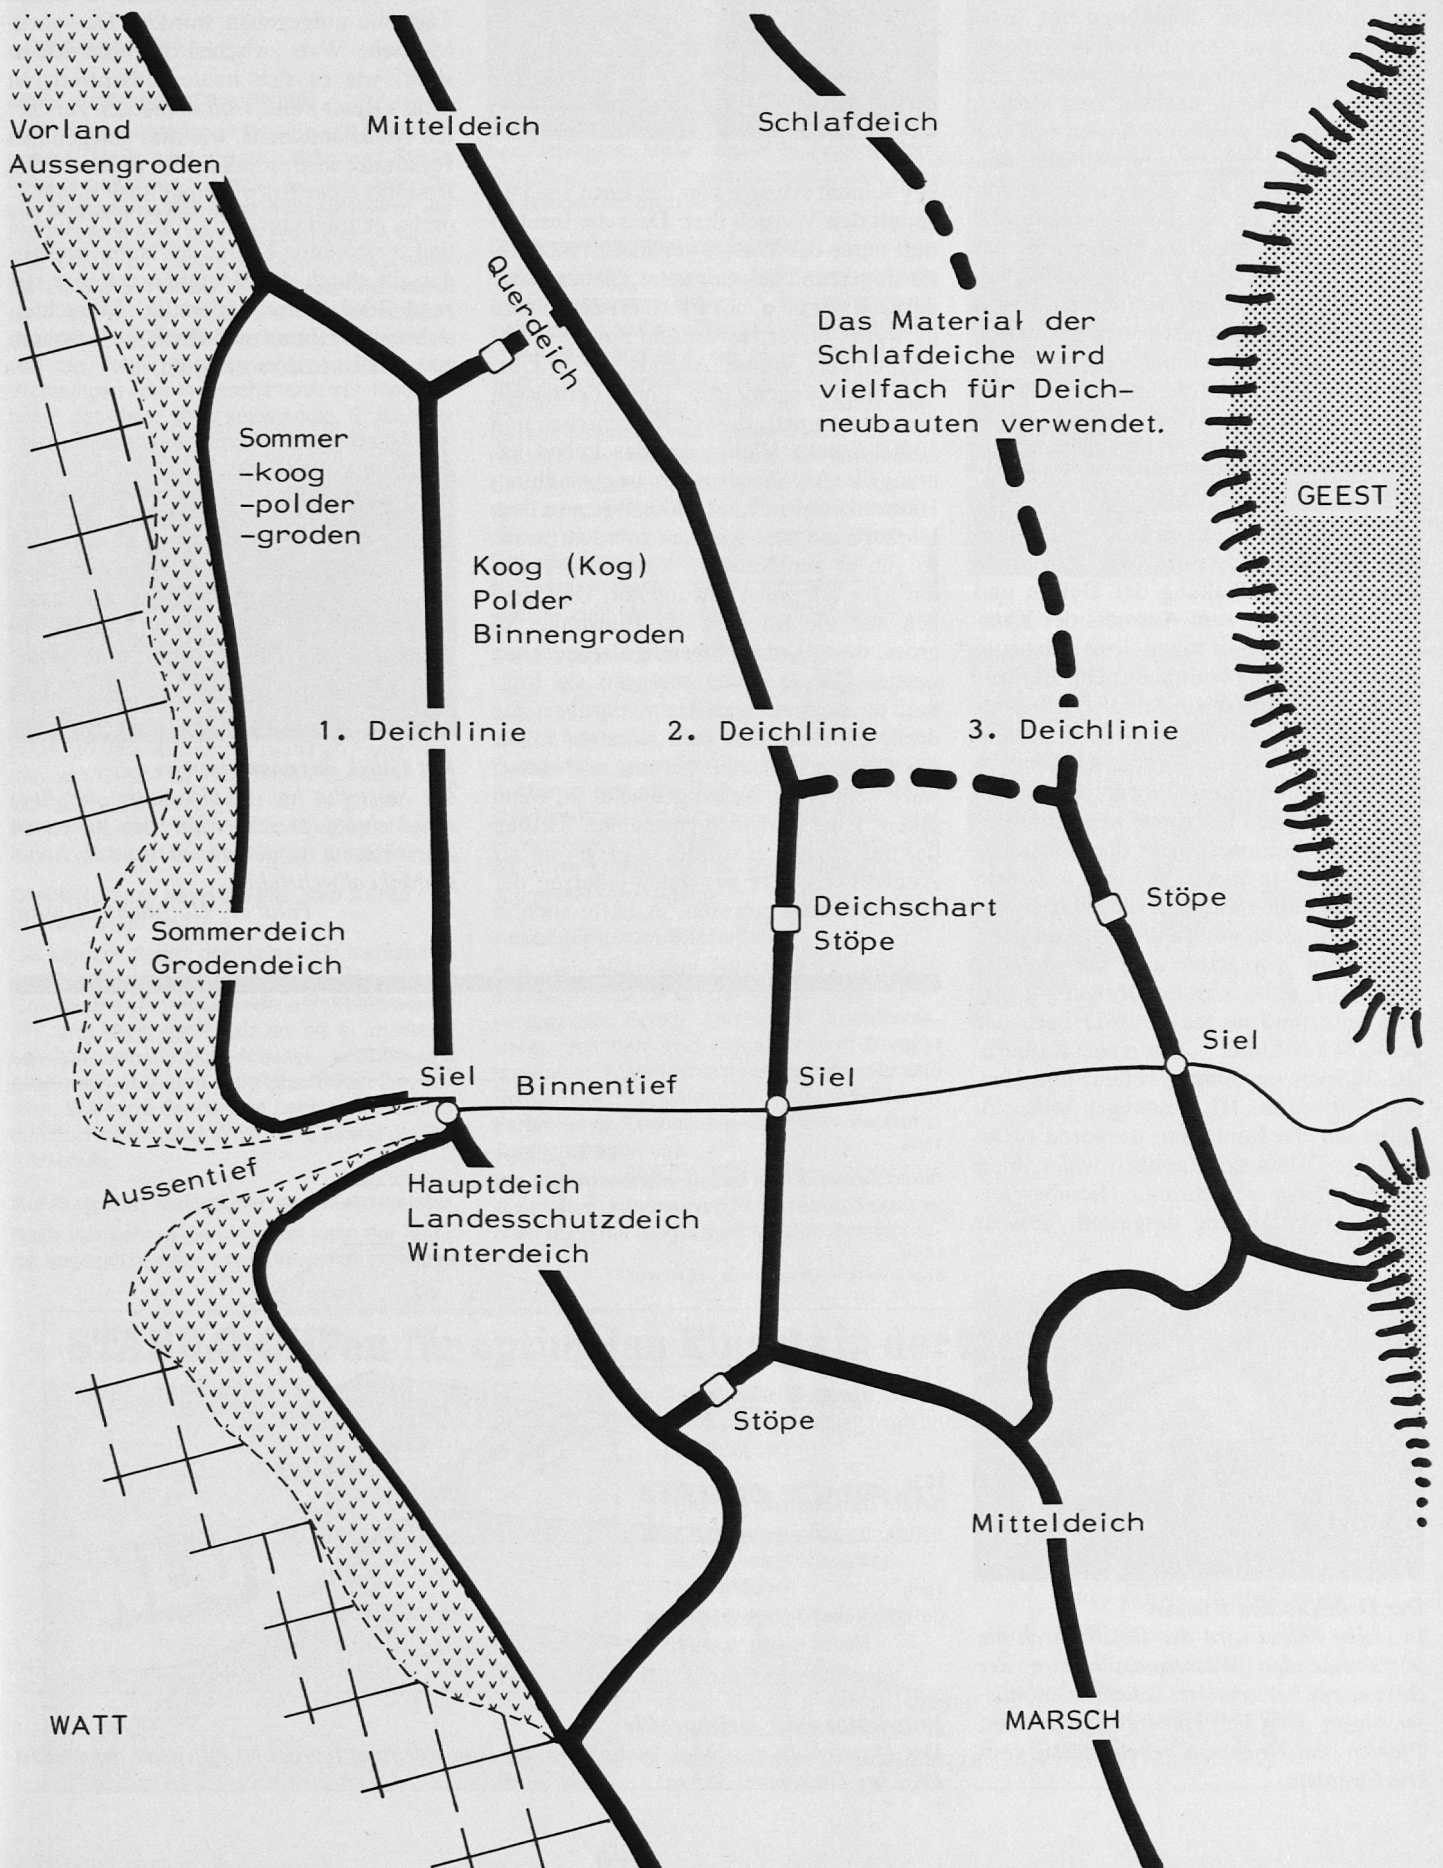 Vorland
Aussengroden
Mitteldeich
Schlafdeich
Querdeich
Das Material der
Schlafdeiche wird
vielfach für Deich-
neubauten verwendet.
Sommer
-koog
-polder
-groden
GEEST
Koog (Kog)
Polder
Binnengroden
1. Deichlinie
2. Deichlinie
3. Deichlinie
Deichschart
Stöpe
Stöpe
Sommerdeich
Grodendeich
Siel
Siel
Binnentief
Siel
Aussentief
Hauptdeich
Landesschutzdeich
Winterdeich
Stöpe
Mitteldeich
WATT
MARSCH